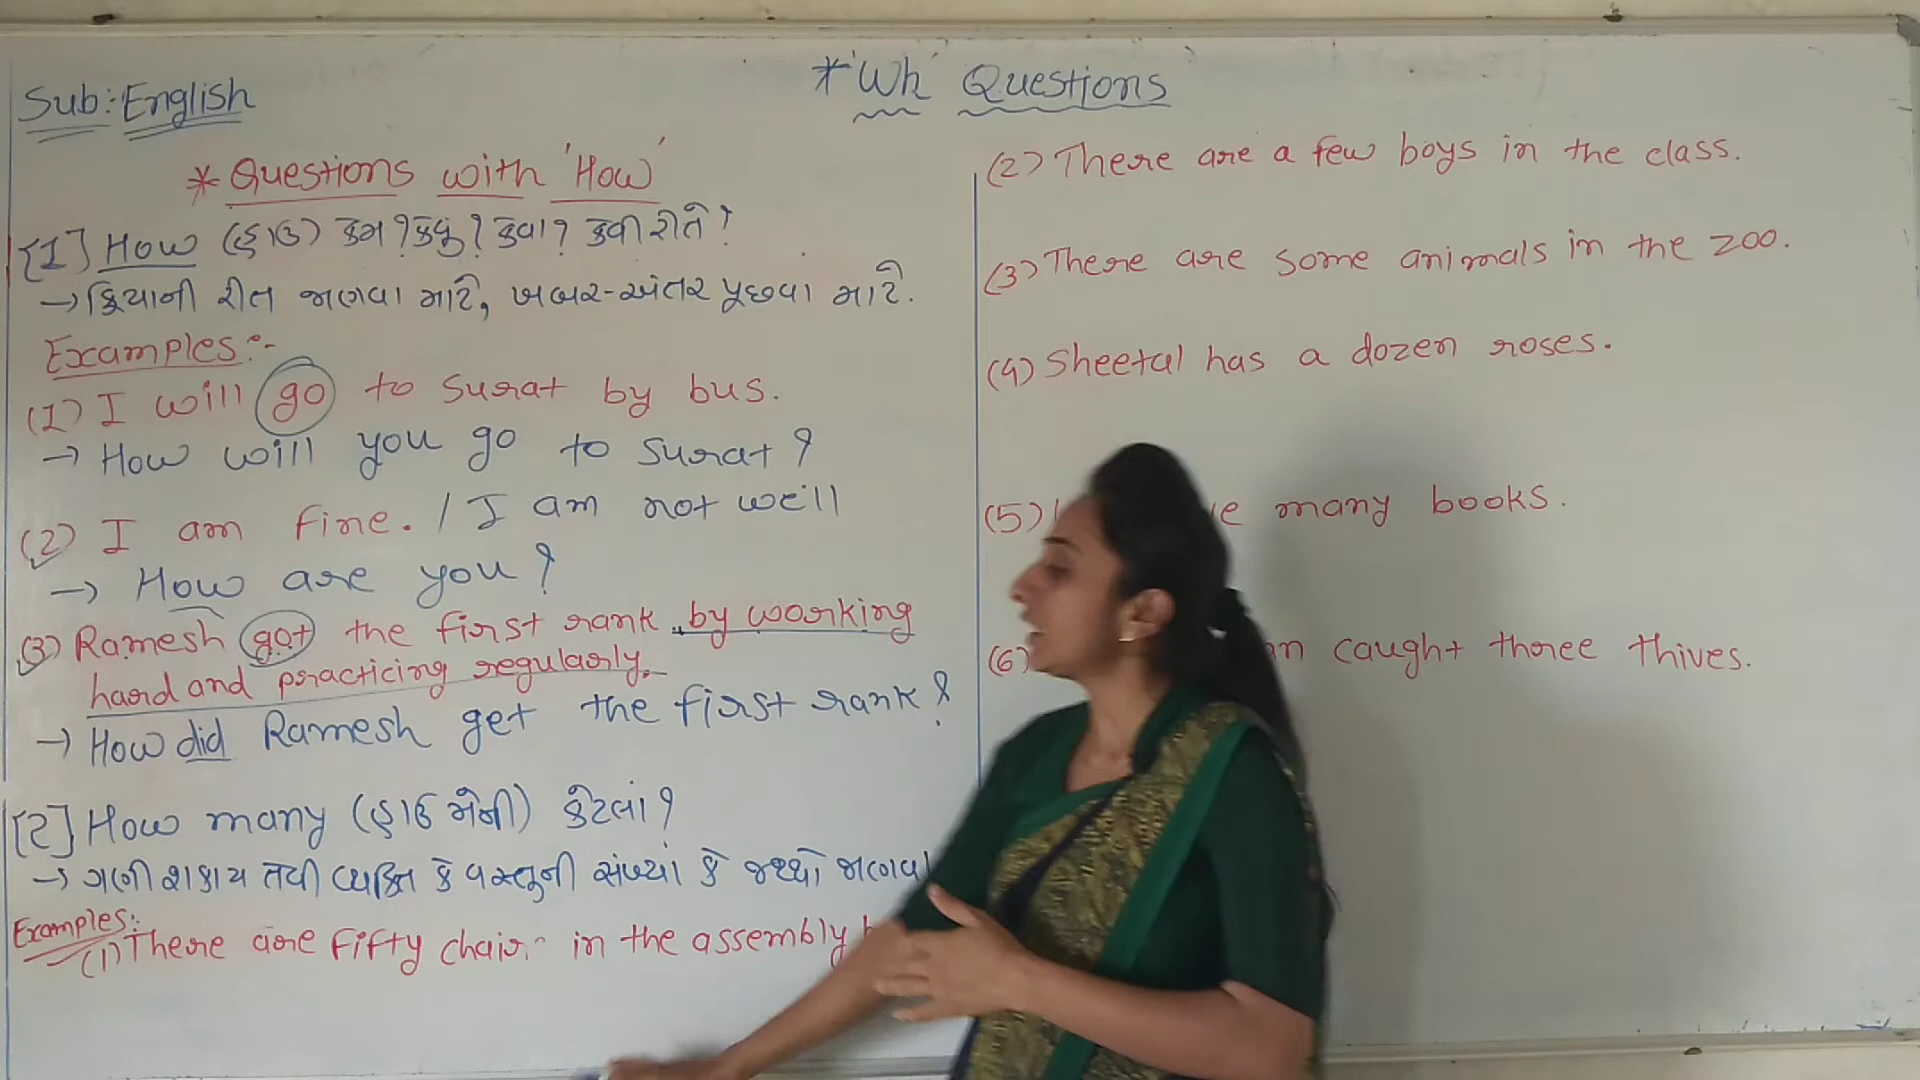 Sub: English
* 'Wh' Questions
* Questions with 'How'
[1] How (હાઉ) કેમ? કેવું? કેવા? કેવી રીતે?
→ ક્રિયાની રીત જાણવા માટે, ખબર-અંતર પૂછવા માટે.
Examples:-
(1) I will go to Surat by bus.
→ How will you go to Surat?
(2) I am fine. / I am not well
→ How are you?
(3) Ramesh got the first rank by working
hard and practicing regularly.
→ How did Ramesh get the first rank?
[2] How many (હાઉ મેની) કેટલાં?
→ ગણી શકાય તેવી વ્યક્તિ કે વસ્તુની સંખ્યા કે જથ્થો જાણવા
Examples:
(1) There are fifty chair in the assembly
(2) There are a few boys in the class.
(3) There are some animals in the zoo.
(4) Sheetal has a dozen roses.
(5) many books.
(6) caught three thives.